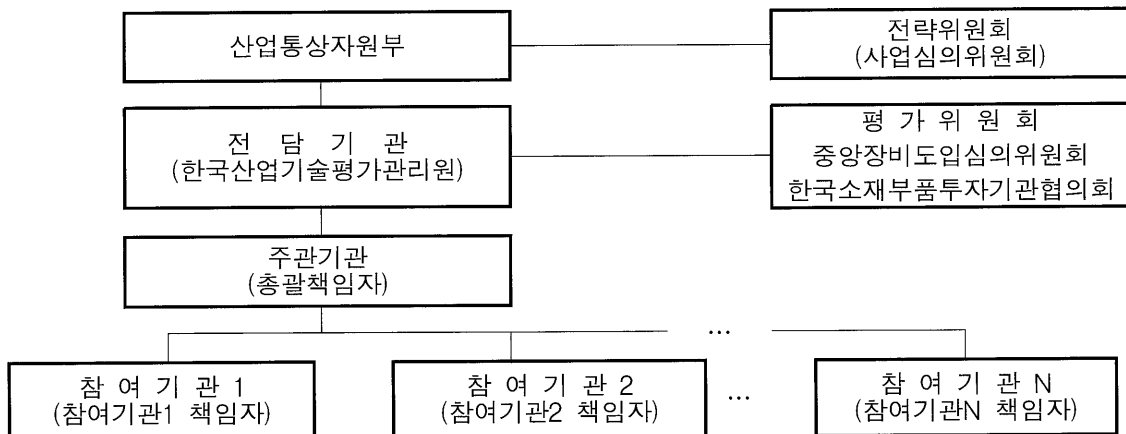 산업통상자원부
전략위원회
(사업심의위원회)
전 담 기 관
(한국산업기술평가관리원)
평 가 위 원 회
중앙장비도입심의위원회
한국소재부품투자기관협의회
주관기관
(총괄책임자)
...
참 여 기 관 1
(참여기관1 책임자)
참 여 기 관 2
(참여기관2 책임자)
...
참 여 기 관 N
(참여기관N 책임자)